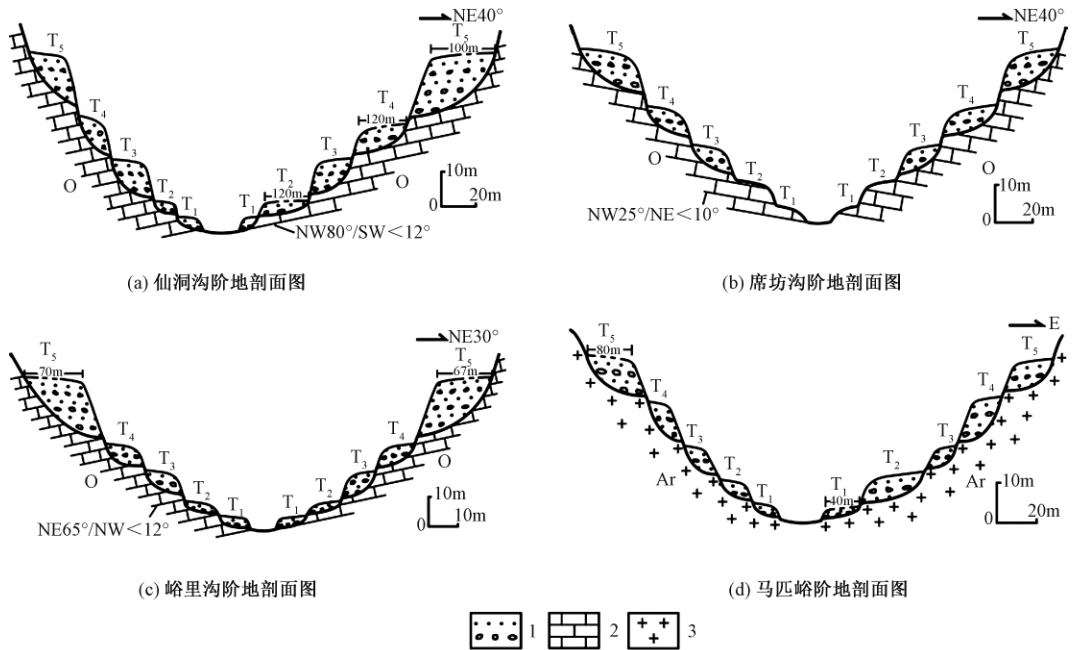 NE40°
T5
100m
T5
T4
T4
120m
T3
T3
T2
T2
120m
T1
T1
O
O
10m
0
20m
NW80°/SW<12°
(a) 仙洞沟阶地剖面图
NE40°
T5
T5
T4
T4
T3
T3
T2
T2
T1
T1
O
O
10m
0
20m
NW25°/NE<10°
(b) 席坊沟阶地剖面图
NE30°
T5
70m
T5
67m
T4
T4
T3
T3
T2
T2
T1
T1
O
O
10m
0
10m
NE65°/NW<12°
(c) 峪里沟阶地剖面图
E
T5
80m
T5
T4
T4
T3
T3
T2
T2
T1
T1
40m
Ar
Ar
10m
0
20m
(d) 马匹峪阶地剖面图
1
2
3